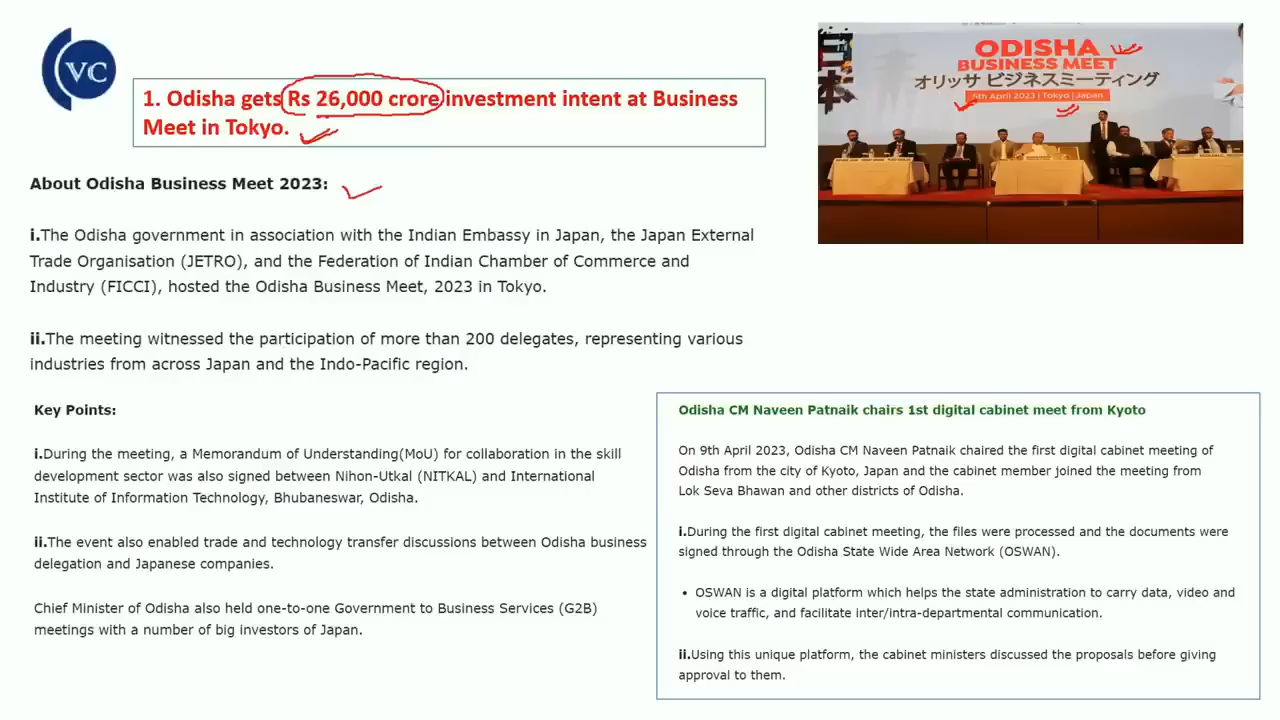 VC
1. Odisha gets Rs 26,000 crore investment intent at Business
Meet in Tokyo.
ODISHA
BUSINESS MEET
オリッサ ビジネスミーティング
日本
5th April 2023 | Tokyo | Japan
About Odisha Business Meet 2023:
i.The Odisha government in association with the Indian Embassy in Japan, the Japan External
Trade Organisation (JETRO), and the Federation of Indian Chamber of Commerce and
Industry (FICCI), hosted the Odisha Business Meet, 2023 in Tokyo.
ii.The meeting witnessed the participation of more than 200 delegates, representing various
industries from across Japan and the Indo-Pacific region.
Key Points:
i.During the meeting, a Memorandum of Understanding(MoU) for collaboration in the skill
development sector was also signed between Nihon-Utkal (NITKAL) and International
Institute of Information Technology, Bhubaneswar, Odisha.
ii.The event also enabled trade and technology transfer discussions between Odisha business
delegation and Japanese companies.
Chief Minister of Odisha also held one-to-one Government to Business Services (G2B)
meetings with a number of big investors of Japan.
Odisha CM Naveen Patnaik chairs 1st digital cabinet meet from Kyoto
On 9th April 2023, Odisha CM Naveen Patnaik chaired the first digital cabinet meeting of
Odisha from the city of Kyoto, Japan and the cabinet member joined the meeting from
Lok Seva Bhawan and other districts of Odisha.
i.During the first digital cabinet meeting, the files were processed and the documents were
signed through the Odisha State Wide Area Network (OSWAN).
• OSWAN is a digital platform which helps the state administration to carry data, video and
voice traffic, and facilitate inter/intra-departmental communication.
ii.Using this unique platform, the cabinet ministers discussed the proposals before giving
approval to them.